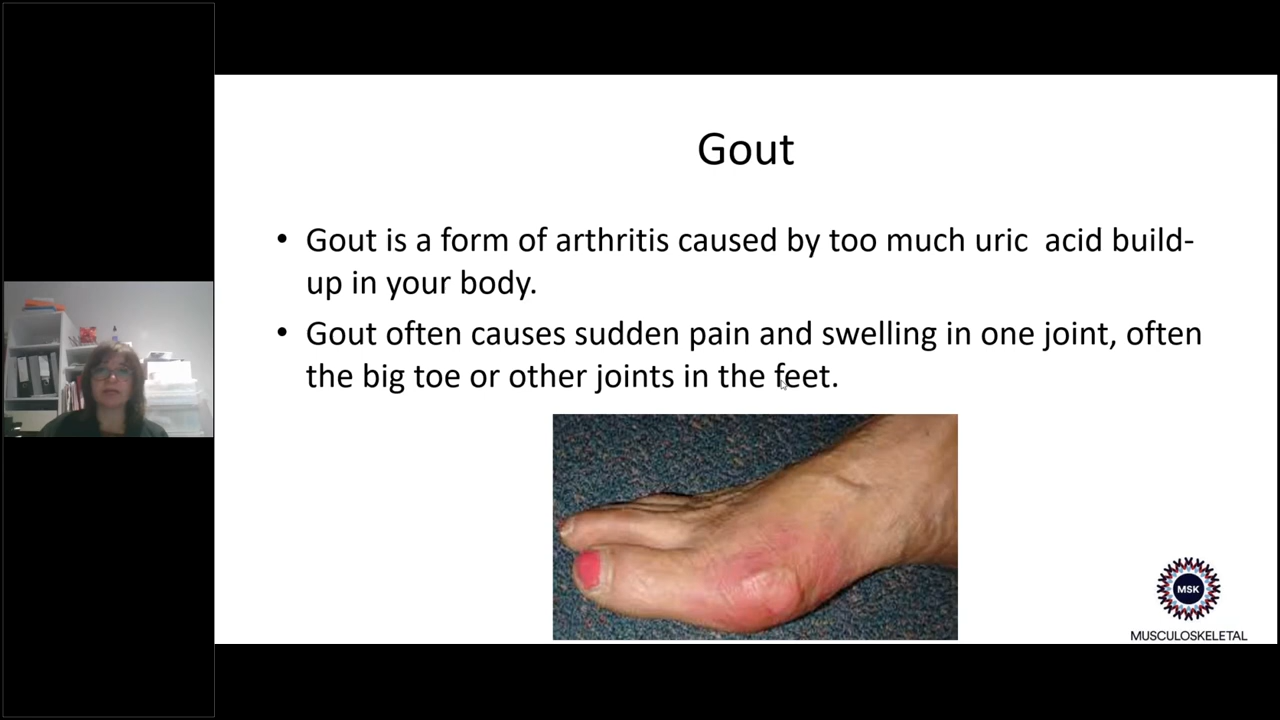 Gout
• Gout is a form of arthritis caused by too much uric  acid build-
up in your body.
• Gout often causes sudden pain and swelling in one joint, often
the big toe or other joints in the feet.
MSK
MUSCULOSKELETAL